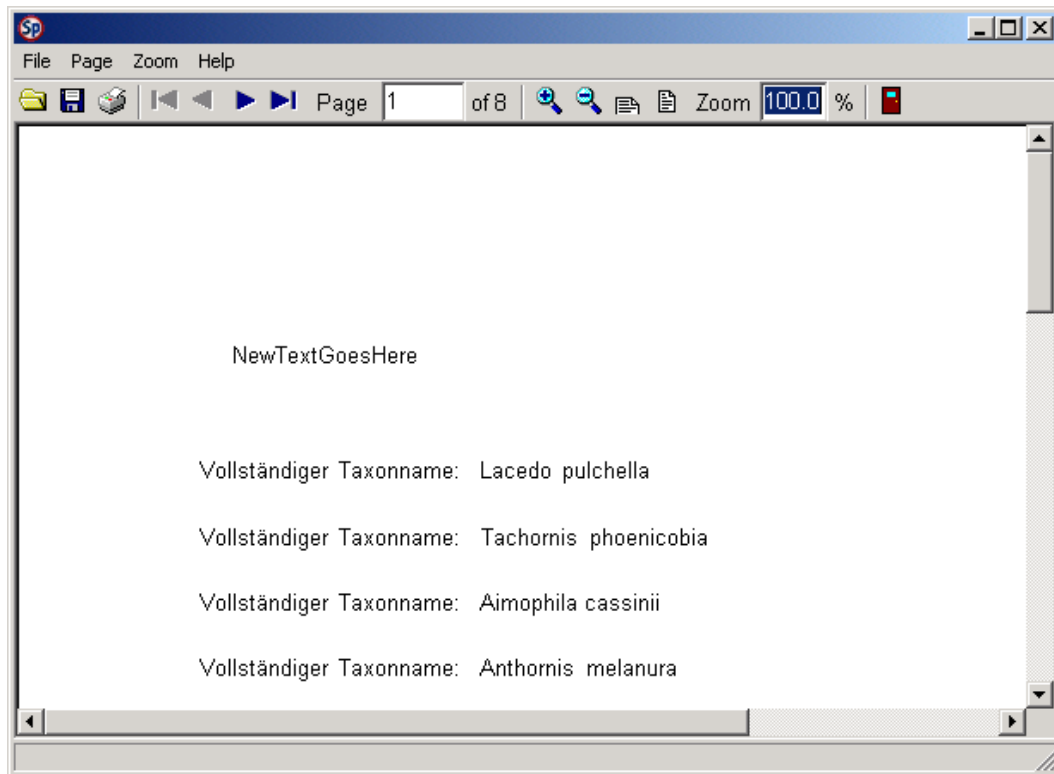 Sp
File Page Zoom Help
Page 1 of 8 Zoom 100.0 %
NewTextGoesHere
Vollständiger Taxonname: Lacedo pulchella
Vollständiger Taxonname: Tachornis phoenicobia
Vollständiger Taxonname: Aimophila cassinii
Vollständiger Taxonname: Anthornis melanura